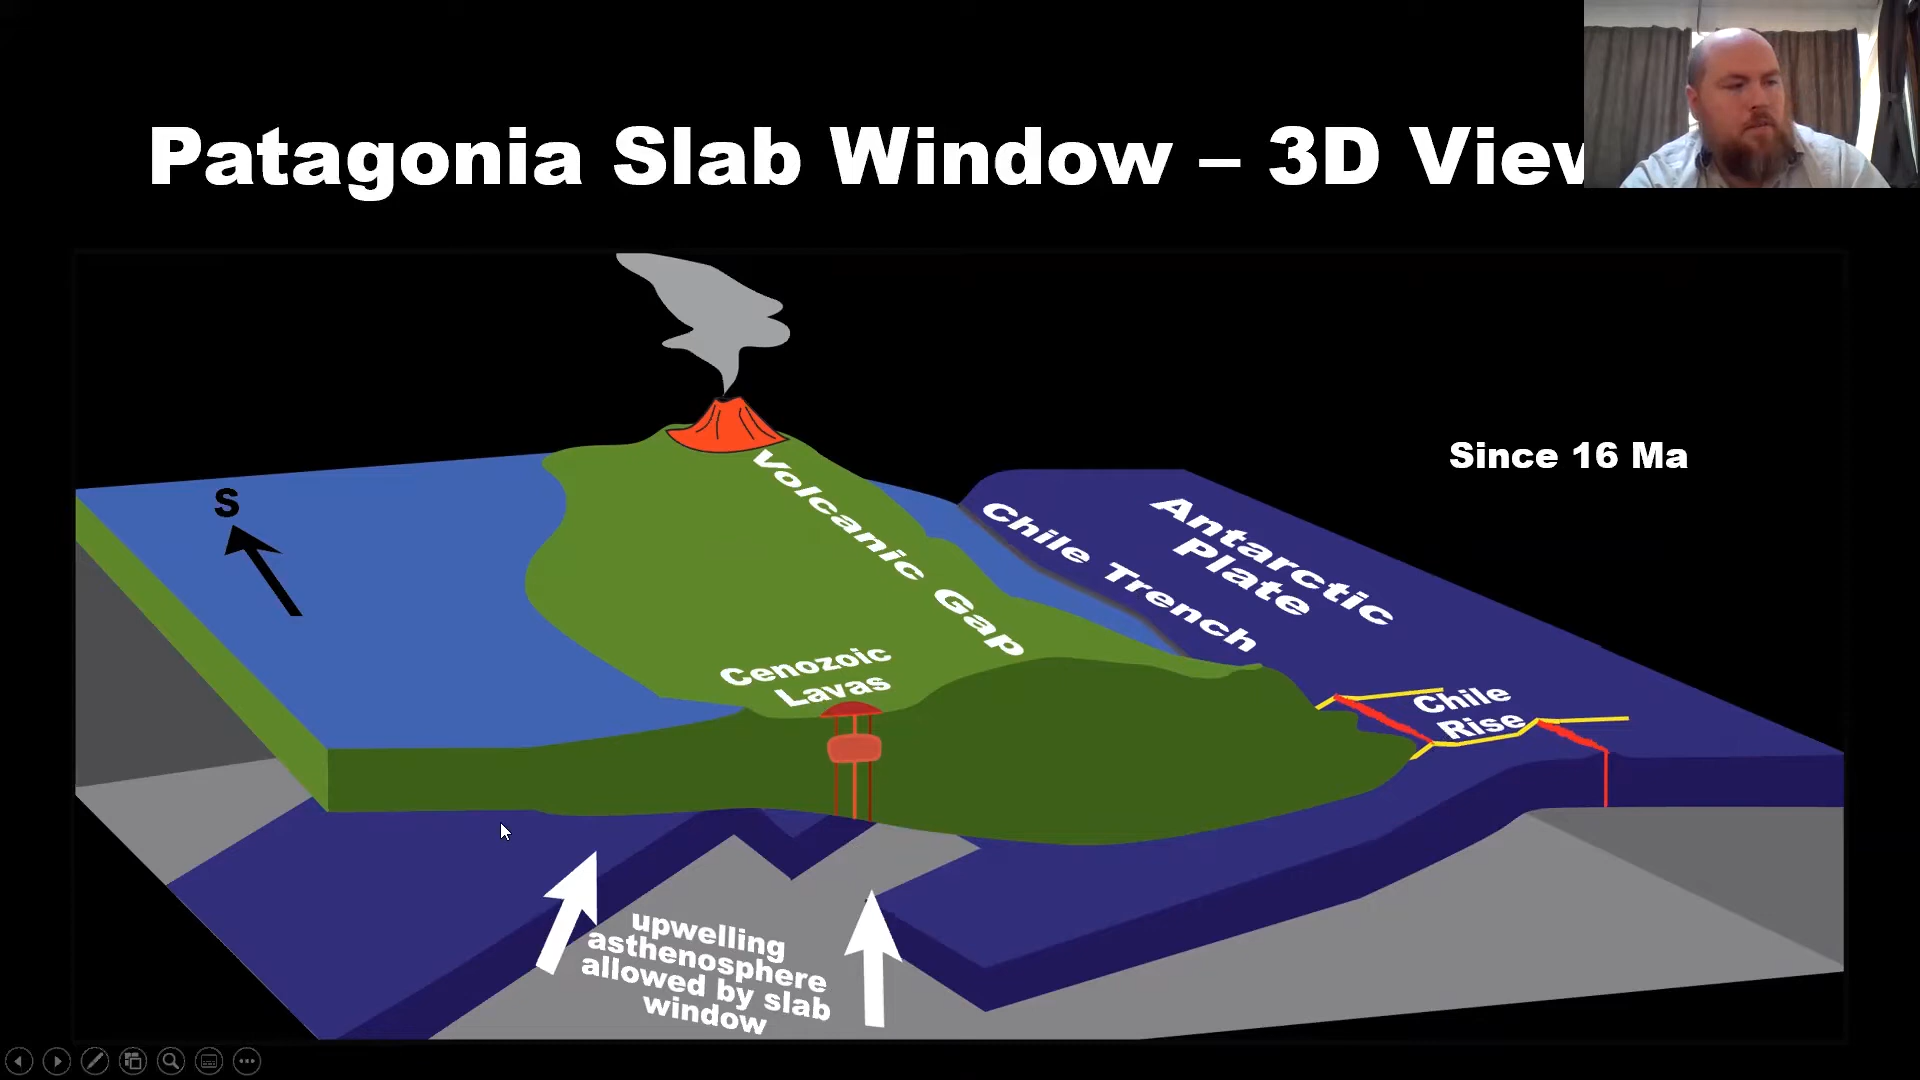 Patagonia Slab Window – 3D View
Since 16 Ma
S
Volcanic Gap
Chile Trench
Antarctic
Plate
Cenozoic
Lavas
Chile
Rise
upwelling
asthenosphere
allowed by slab
window